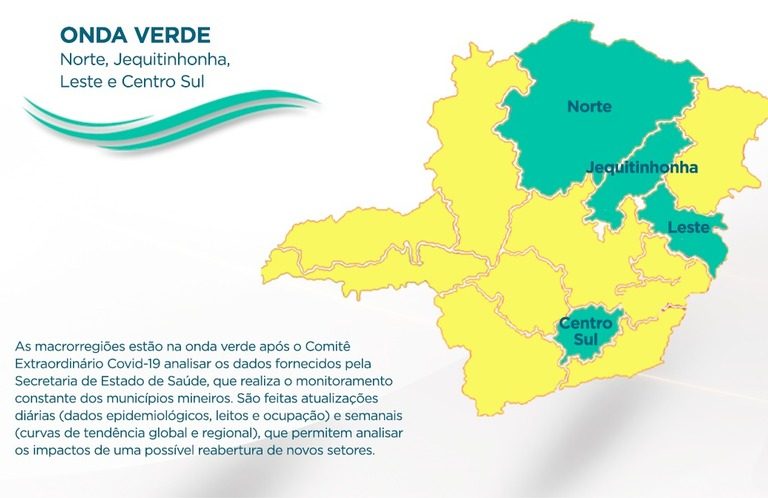 ONDA VERDE
Norte, Jequitinhonha,
Leste e Centro Sul
Norte
Jequitinhonha
Leste
Centro
Sul
As macrorregiões estão na onda verde após o Comitê
Extraordinário Covid-19 analisar os dados fornecidos pela
Secretaria de Estado de Saúde, que realiza o monitoramento
constante dos municípios mineiros. São feitas atualizações
diárias (dados epidemiológicos, leitos e ocupação) e semanais
(curvas de tendência global e regional), que permitem analisar
os impactos de uma possível reabertura de novos setores.